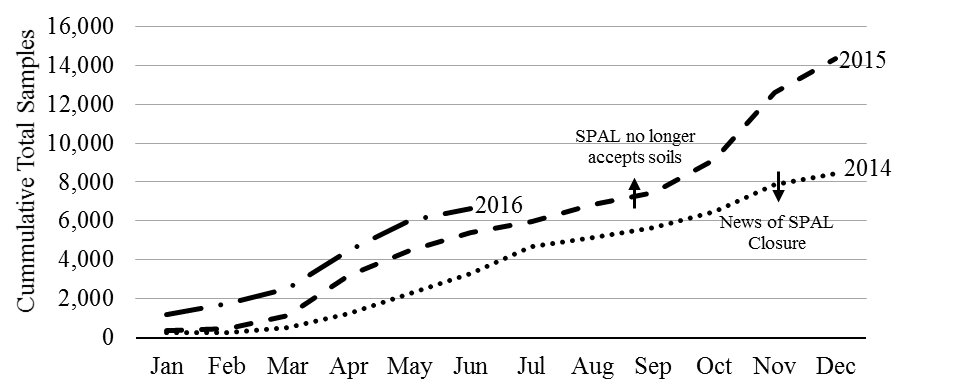 Cummulative Total Samples
16,000
14,000
12,000
10,000
8,000
6,000
4,000
2,000
0
2015
SPAL no longer
accepts soils
2014
2016
News of SPAL
Closure
Jan Feb Mar Apr May Jun Jul Aug Sep Oct Nov Dec